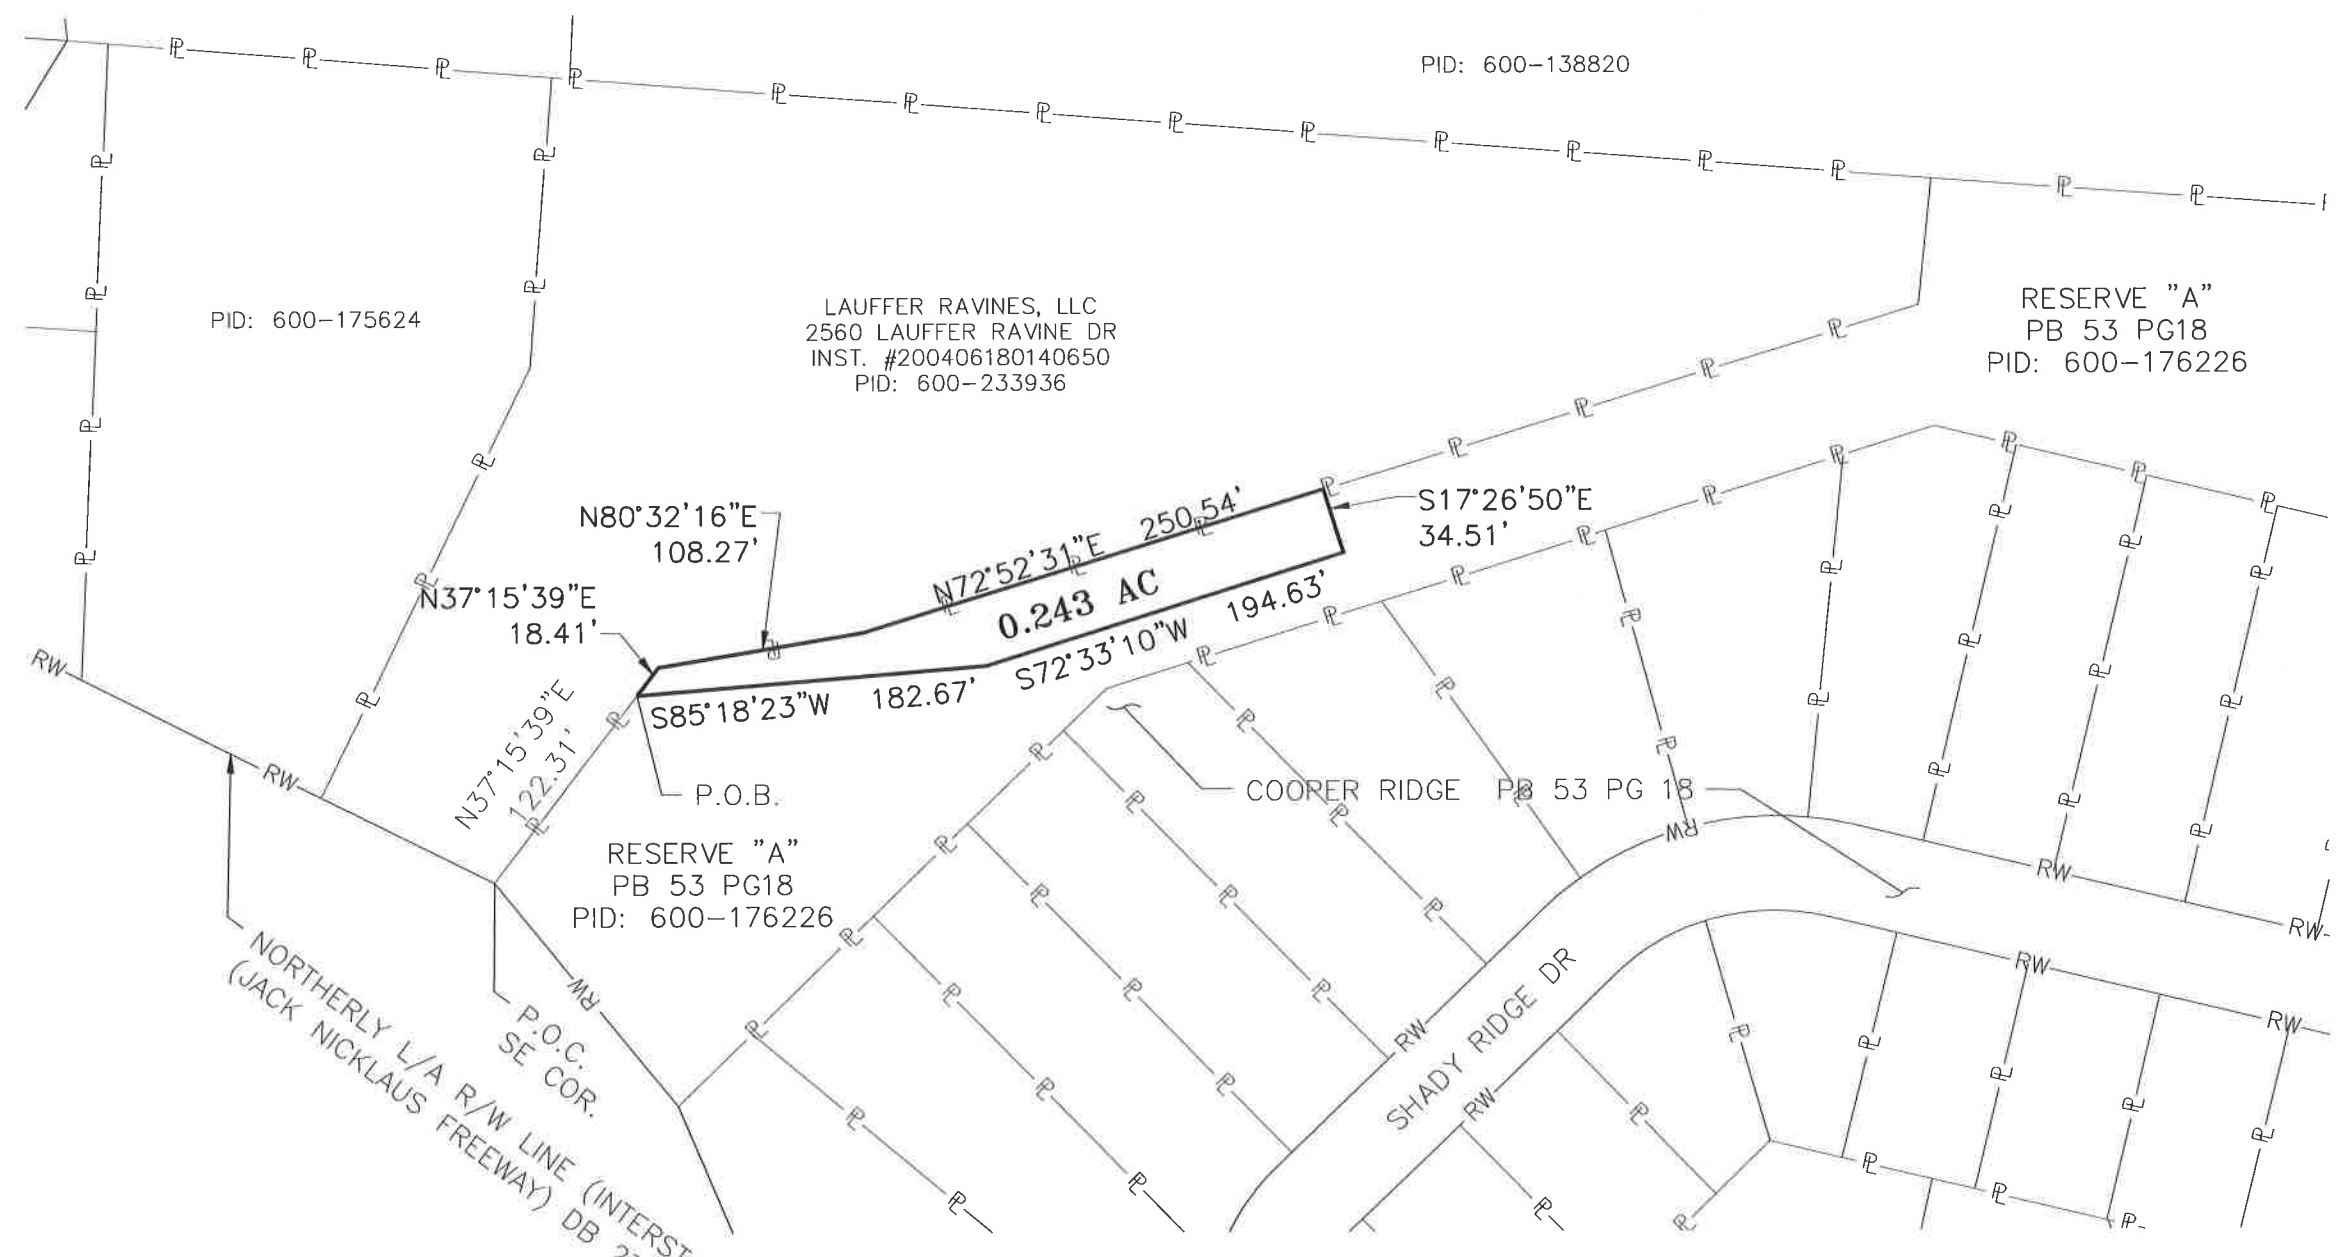 PID: 600-138820
PID: 600-175624
LAUFFER RAVINES, LLC
2560 LAUFFER RAVINE DR
INST. #200406180140650
PID: 600-233936
RESERVE "A"
PB 53 PG18
PID: 600-176226
N80°32'16"E
108.27'
N37°15'39"E
18.41'
N72°52'31"E 250.54'
S17°26'50"E
34.51'
0.243 AC
S72°33'10"W 194.63'
S85°18'23"W 182.67'
N37°15'39"E
122.31'
P.O.B.
COOPER RIDGE PB 53 PG 18
RESERVE "A"
PB 53 PG18
PID: 600-176226
P.O.C.
SE COR.
NORTHERLY L/A R/W LINE (INTERST
(JACK NICKLAUS FREEWAY) DB
SHADY RIDGE DR
RW
RW
RW
RW
RW
RW
RW
RW
RW
RW